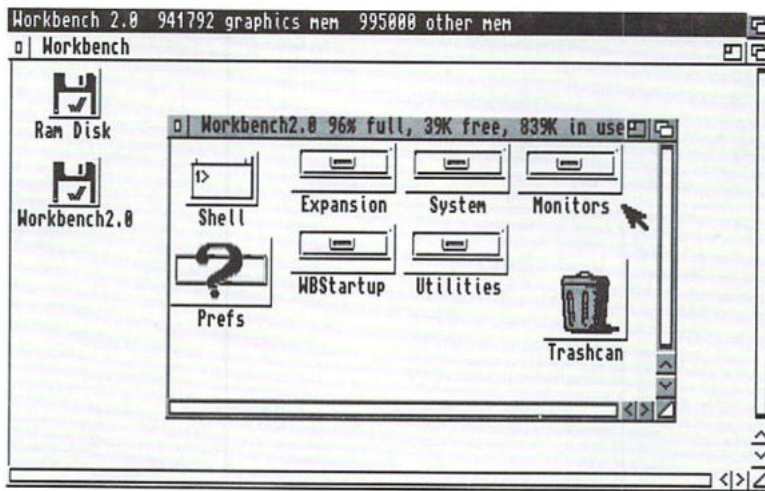 Workbench 2.0 941792 graphics mem 995000 other mem
Workbench
Ram Disk
Workbench2.0
Workbench2.0 96% full, 39K free, 839K in use
1>
Shell
Expansion
System
Monitors
Prefs
WBStartup
Utilities
Trashcan